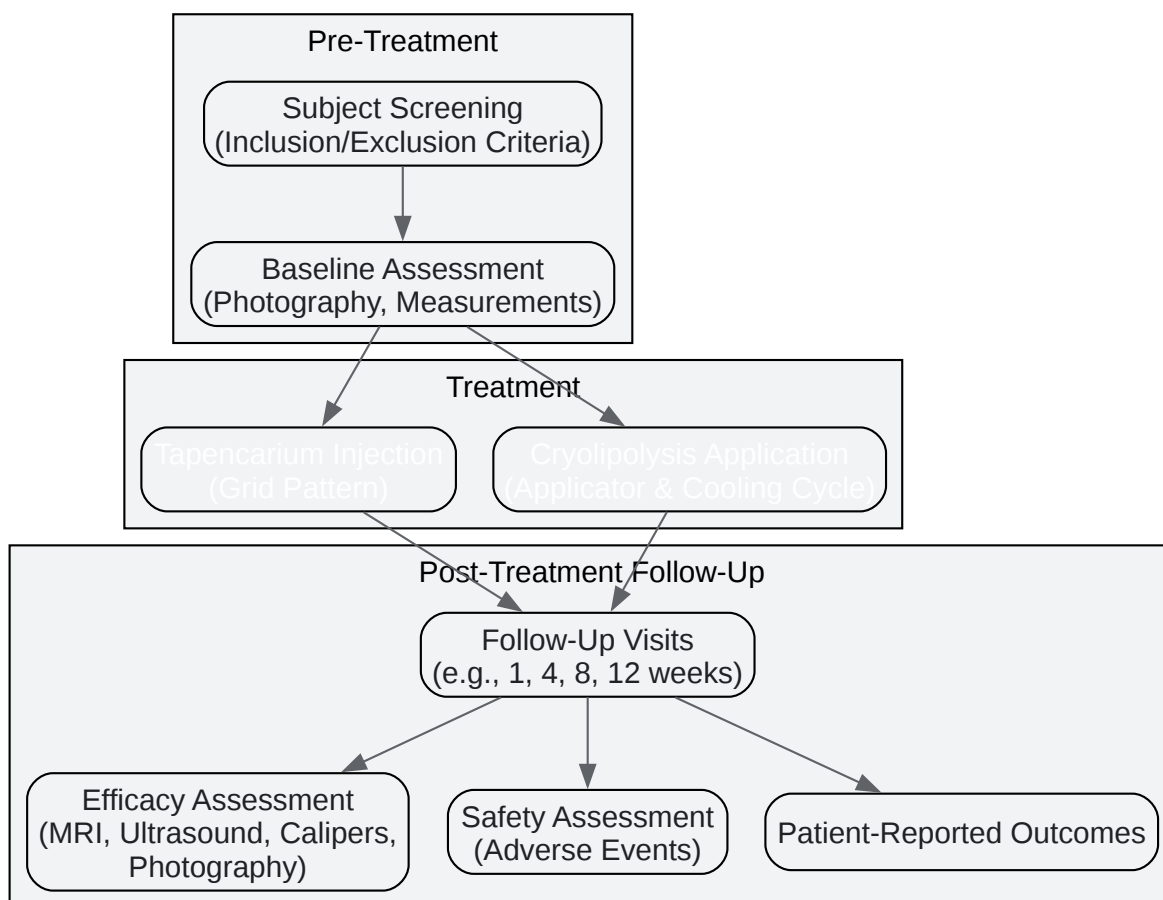 Pre-Treatment
Subject Screening
(Inclusion/Exclusion Criteria)
Baseline Assessment
(Photography, Measurements)
Treatment
Tapencarium Injection
(Grid Pattern)
Cryolipolysis Application
(Applicator & Cooling Cycle)
Post-Treatment Follow-Up
Follow-Up Visits
(e.g., 1, 4, 8, 12 weeks)
Efficacy Assessment
(MRI, Ultrasound, Calipers,
Photography)
Safety Assessment
(Adverse Events)
Patient-Reported Outcomes